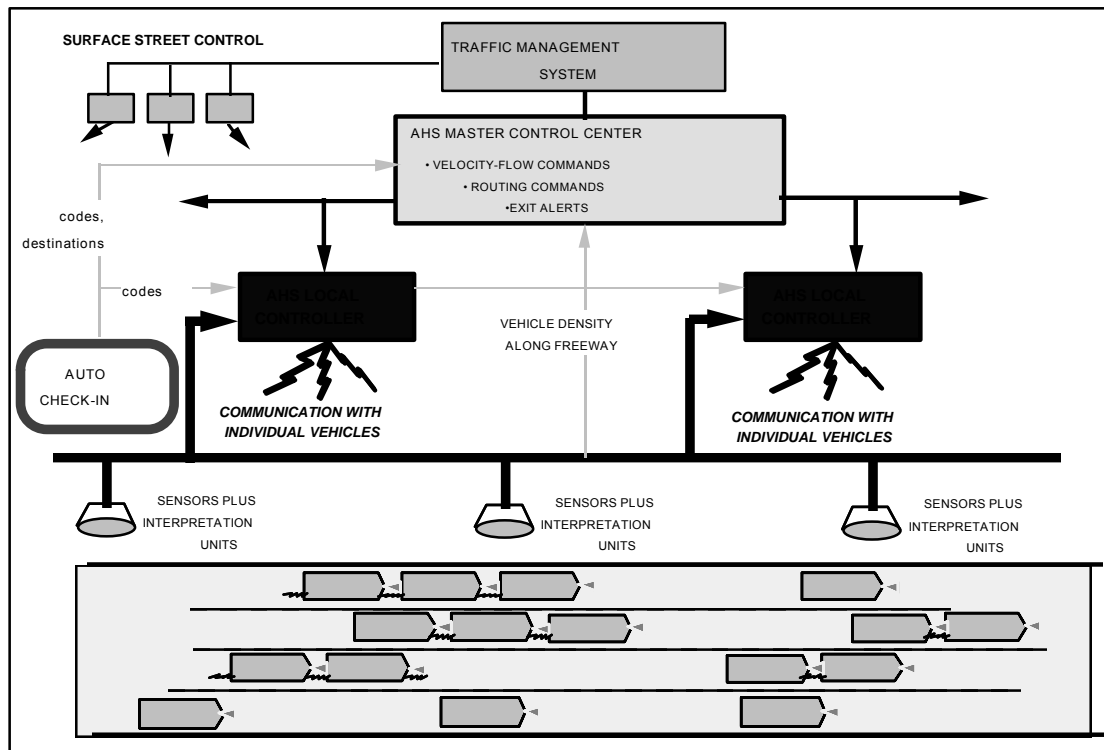 SURFACE STREET CONTROL
TRAFFIC MANAGEMENT
SYSTEM
AHS MASTER CONTROL CENTER
• VELOCITY-FLOW COMMANDS
• ROUTING COMMANDS
•EXIT ALERTS
codes,
destinations
codes
AHS LOCAL
CONTROLLER
AHS LOCAL
CONTROLLER
VEHICLE DENSITY
ALONG FREEWAY
AUTO
CHECK-IN
COMMUNICATION WITH
INDIVIDUAL VEHICLES
COMMUNICATION WITH
INDIVIDUAL VEHICLES
SENSORS PLUS
INTERPRETATION
UNITS
SENSORS PLUS
INTERPRETATION
UNITS
SENSORS PLUS
INTERPRETATION
UNITS